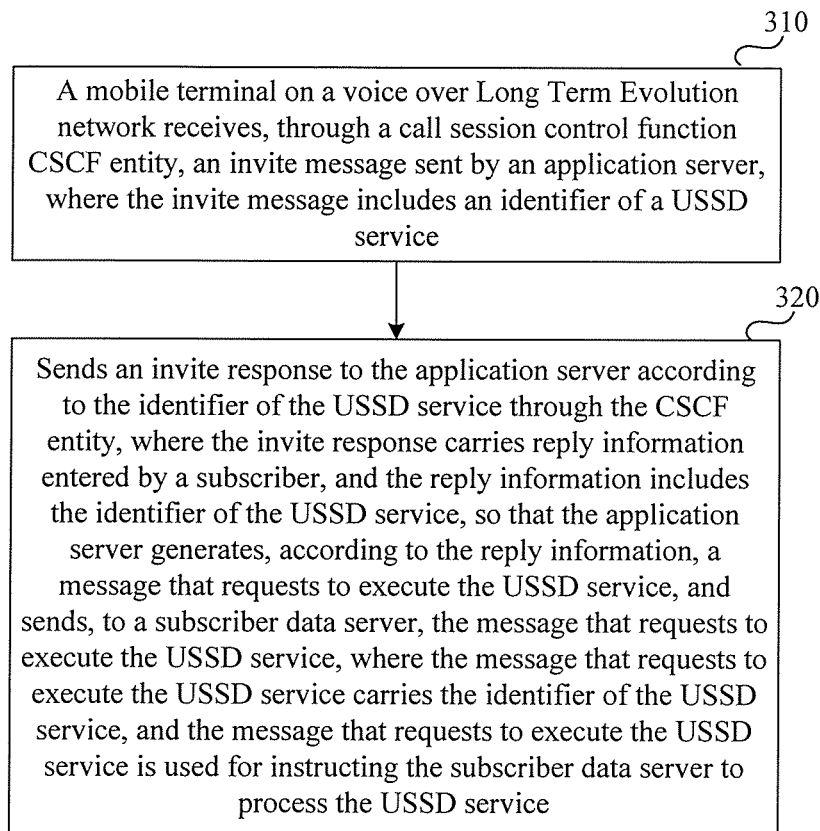 310
A mobile terminal on a voice over Long Term Evolution
network receives, through a call session control function
CSCF entity, an invite message sent by an application server,
where the invite message includes an identifier of a USSD
service
320
Sends an invite response to the application server according
to the identifier of the USSD service through the CSCF
entity, where the invite response carries reply information
entered by a subscriber, and the reply information includes
the identifier of the USSD service, so that the application
server generates, according to the reply information, a
message that requests to execute the USSD service, and
sends, to a subscriber data server, the message that requests to
execute the USSD service, where the message that requests to
execute the USSD service carries the identifier of the USSD
service, and the message that requests to execute the USSD
service is used for instructing the subscriber data server to
process the USSD service